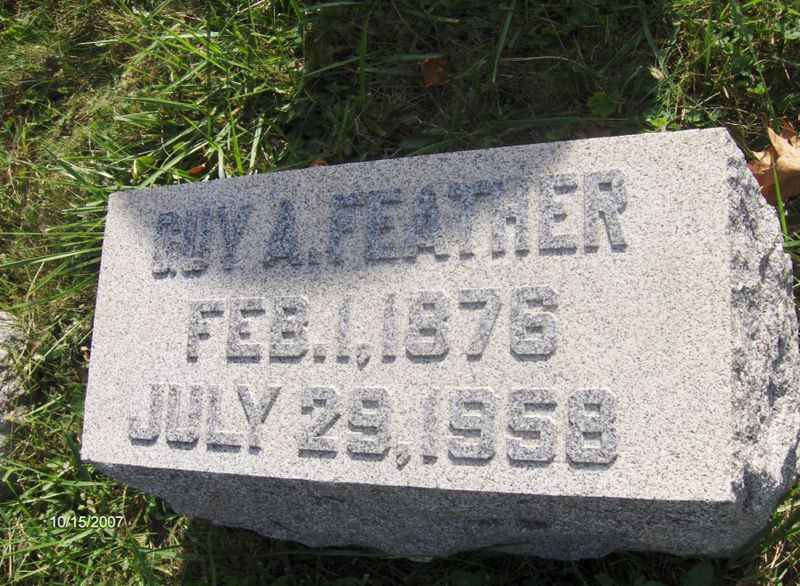 GUY A. FEATHER
FEB. 1, 1876
JULY 29, 1958
10/15/2007